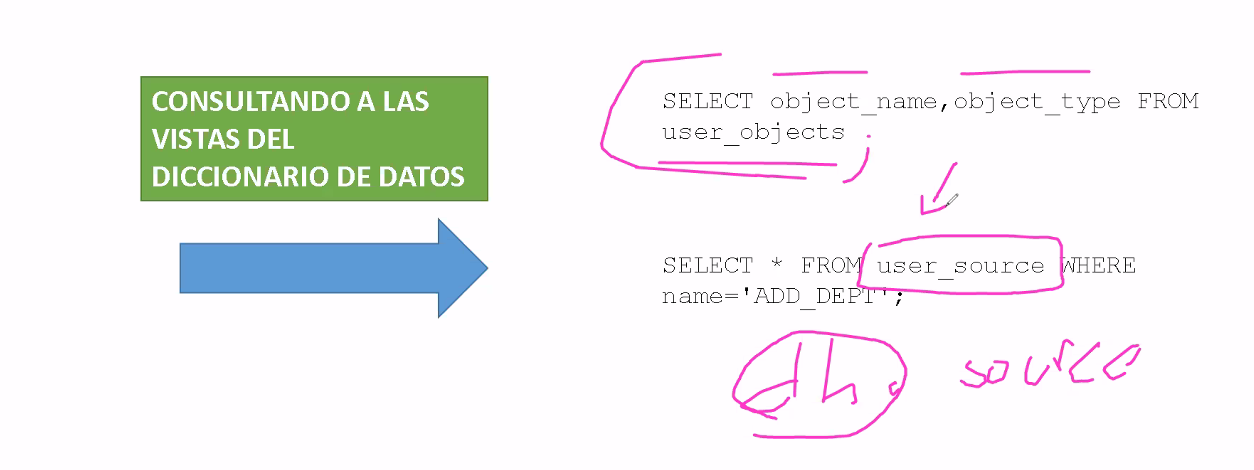 CONSULTANDO A LAS
VISTAS DEL
DICCIONARIO DE DATOS
SELECT object_name,object_type FROM
user_objects ;
SELECT * FROM user_source WHERE
name='ADD_DEPT';
source